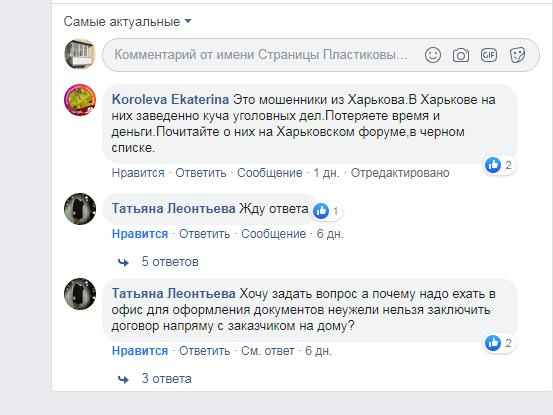 Самые актуальные
Комментарий от имени Страницы Пластиковы...
GIF
Koroleva Ekaterina Это мошенники из Харькова.В Харькове на
них заведенно куча уголовных дел.Потеряете время и
деньги.Почитайте о них на Харьковском форуме,в черном
списке.
2
Нравится · Ответить · Сообщение · 1 дн. · Отредактировано
Татьяна Леонтьева Жду ответа
1
Нравится · Ответить · Сообщение · 6 дн.
5 ответов
Татьяна Леонтьева Хочу задать вопрос а почему надо ехать в
офис для оформления документов неужели нельзя заключить
договор напряму с заказчиком на дому?
2
Нравится · Ответить · См. ответ · 6 дн.
3 ответа